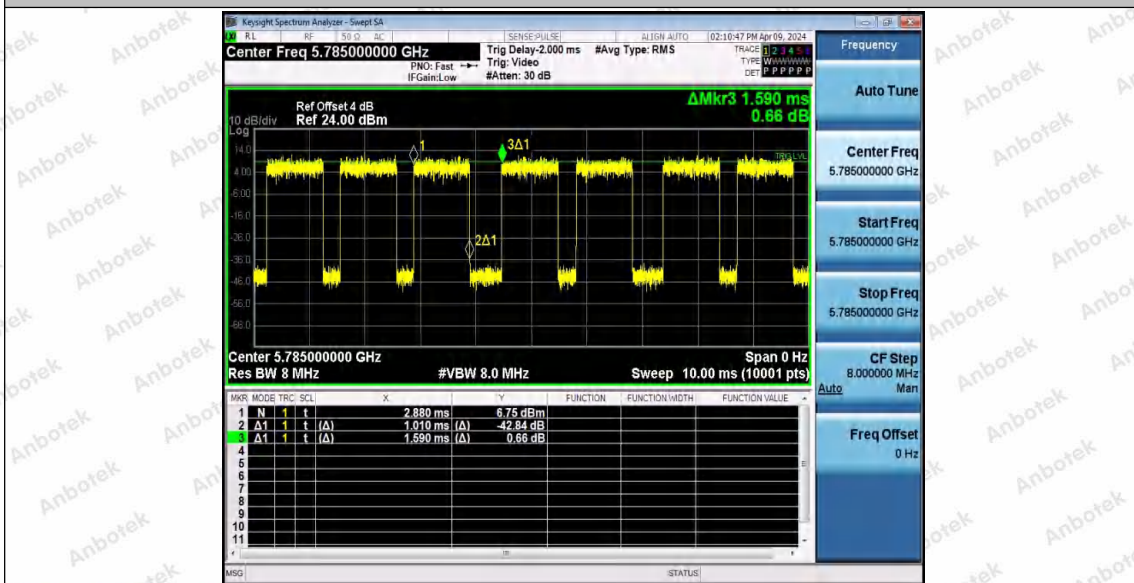 Keysight Spectrum Analyzer - Swept SA
RL RF 50 Ω AC SENSE:PULSE ALIGN AUTO 02:10:47 PM Apr 09, 2024
Center Freq 5.785000000 GHz
PNO: Fast
IFGain:Low
Trig Delay-2.000 ms #Avg Type: RMS
Trig: Video
#Atten: 30 dB
TRACE 1 2 3 4 5 6
TYPE WWWWWW
DET P P P P P P
Ref Offset 4 dB
Ref 24.00 dBm
10 dB/div
Log
ΔMkr3 1.590 ms
0.66 dB
14.0
4.00
-6.00
-16.0
-26.0
-36.0
-46.0
-56.0
-66.0
1
3Δ1
2Δ1
TRIG LVL
Center 5.785000000 GHz Span 0 Hz
Res BW 8 MHz #VBW 8.0 MHz Sweep 10.00 ms (10001 pts)
MKR MODE TRC SCL X Y FUNCTION FUNCTION WIDTH FUNCTION VALUE
1 N 1 t 2.880 ms 6.75 dBm
2 Δ1 1 t (Δ) 1.010 ms (Δ) -42.84 dB
3 Δ1 1 t (Δ) 1.590 ms (Δ) 0.66 dB
4
5
6
7
8
9
10
11
MSG STATUS
Frequency
Auto Tune
Center Freq
5.785000000 GHz
Start Freq
5.785000000 GHz
Stop Freq
5.785000000 GHz
CF Step
8.000000 MHz
Auto Man
Freq Offset
0 Hz
Anbotek